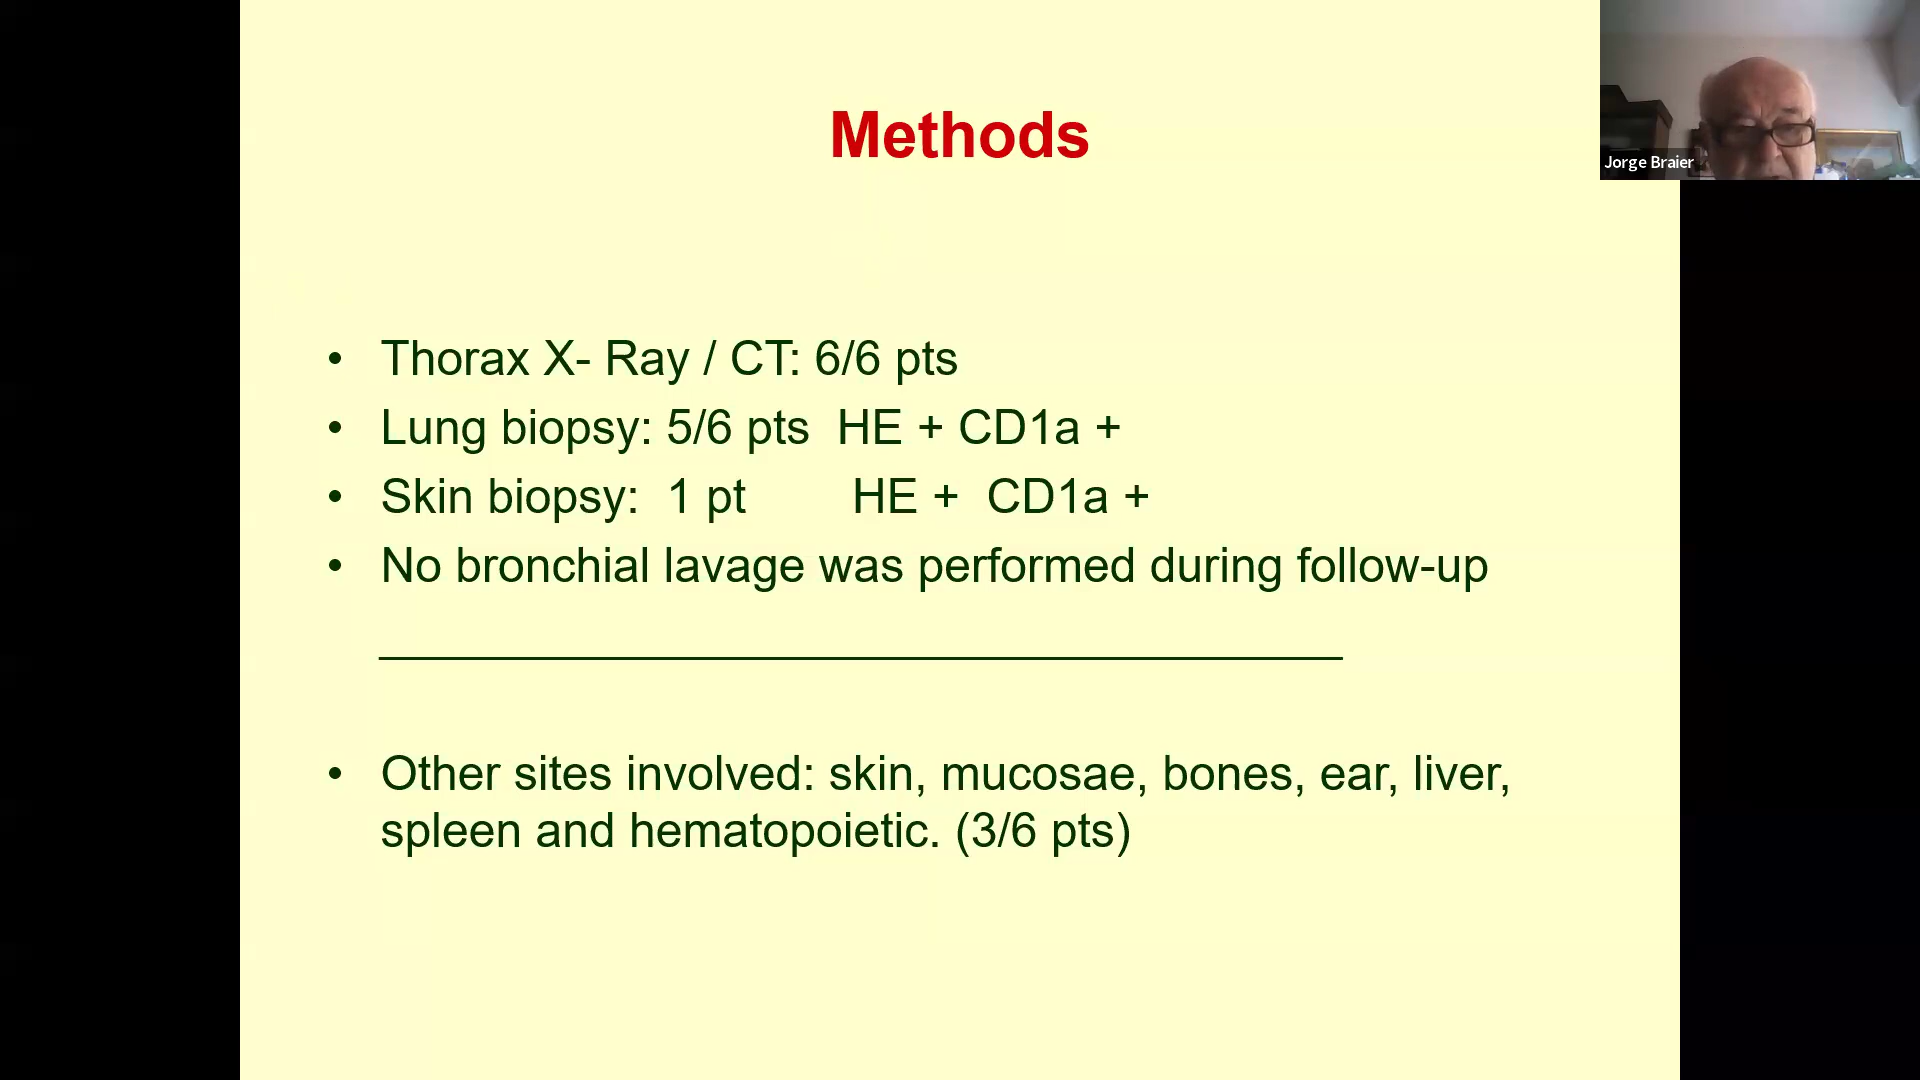 Methods
Jorge Braier
• Thorax X- Ray / CT: 6/6 pts
• Lung biopsy: 5/6 pts HE + CD1a +
• Skin biopsy: 1 pt HE + CD1a +
• No bronchial lavage was performed during follow-up
• Other sites involved: skin, mucosae, bones, ear, liver,
spleen and hematopoietic. (3/6 pts)